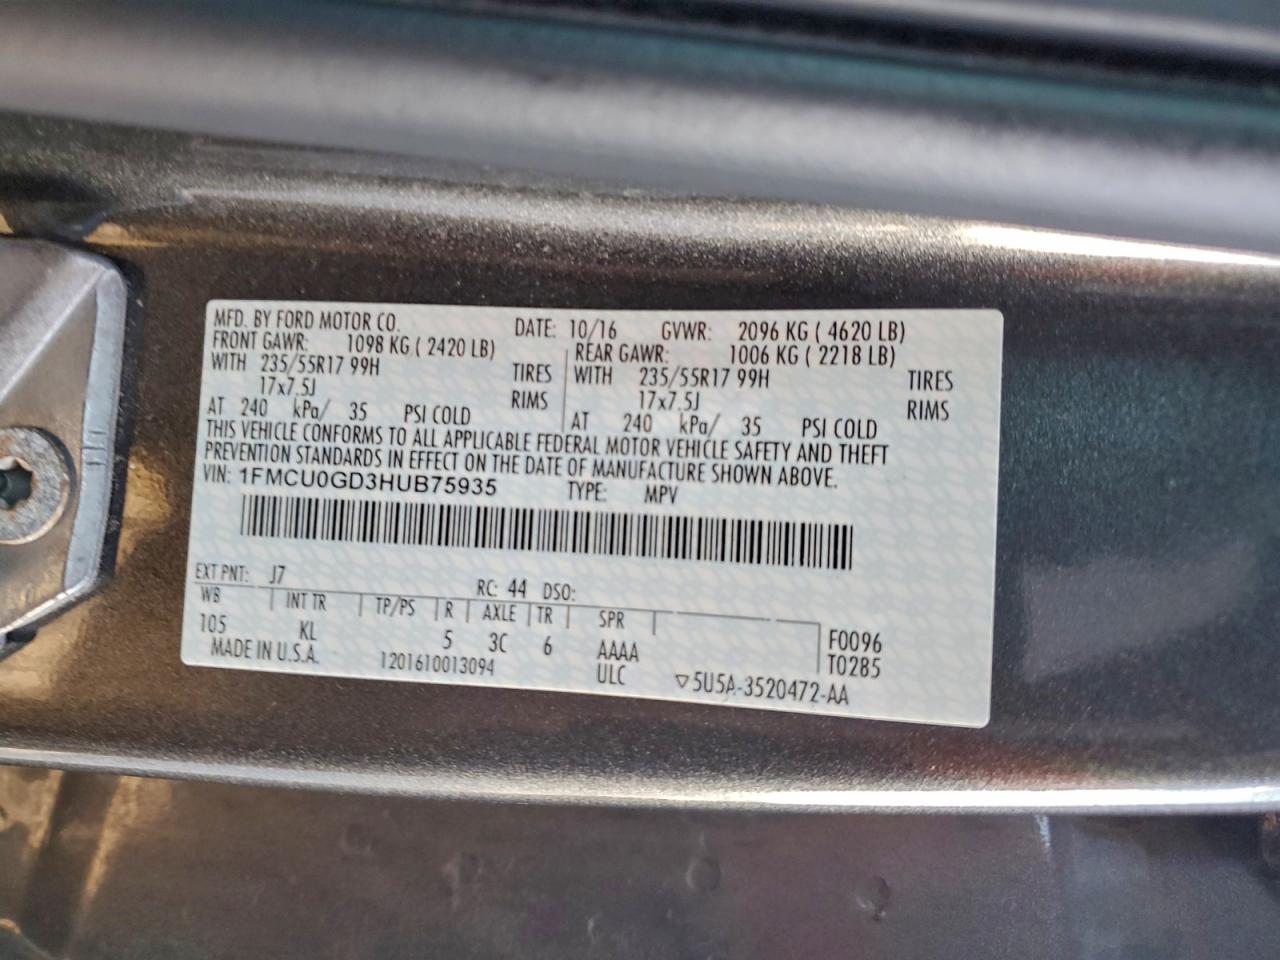 MFD. BY FORD MOTOR CO. DATE: 10/16 GVWR: 2096 KG ( 4620 LB)
FRONT GAWR: 1098 KG ( 2420 LB) REAR GAWR: 1006 KG ( 2218 LB)
WITH 235/55R17 99H TIRES WITH 235/55R17 99H TIRES
17x7.5J RIMS 17x7.5J RIMS
AT 240 kPa/ 35 PSI COLD AT 240 kPa/ 35 PSI COLD
THIS VEHICLE CONFORMS TO ALL APPLICABLE FEDERAL MOTOR VEHICLE SAFETY AND THEFT
PREVENTION STANDARDS IN EFFECT ON THE DATE OF MANUFACTURE SHOWN ABOVE.
VIN: 1FMCU0GD3HUB75935 TYPE: MPV
EXT PNT: J7 RC: 44 DSO:
WB INT TR TP/PS R AXLE TR SPR
105 KL 5 3C 6 AAAA F0096
MADE IN U.S.A. 1201610013094 ULC T0285
▽5U5A-3520472-AA